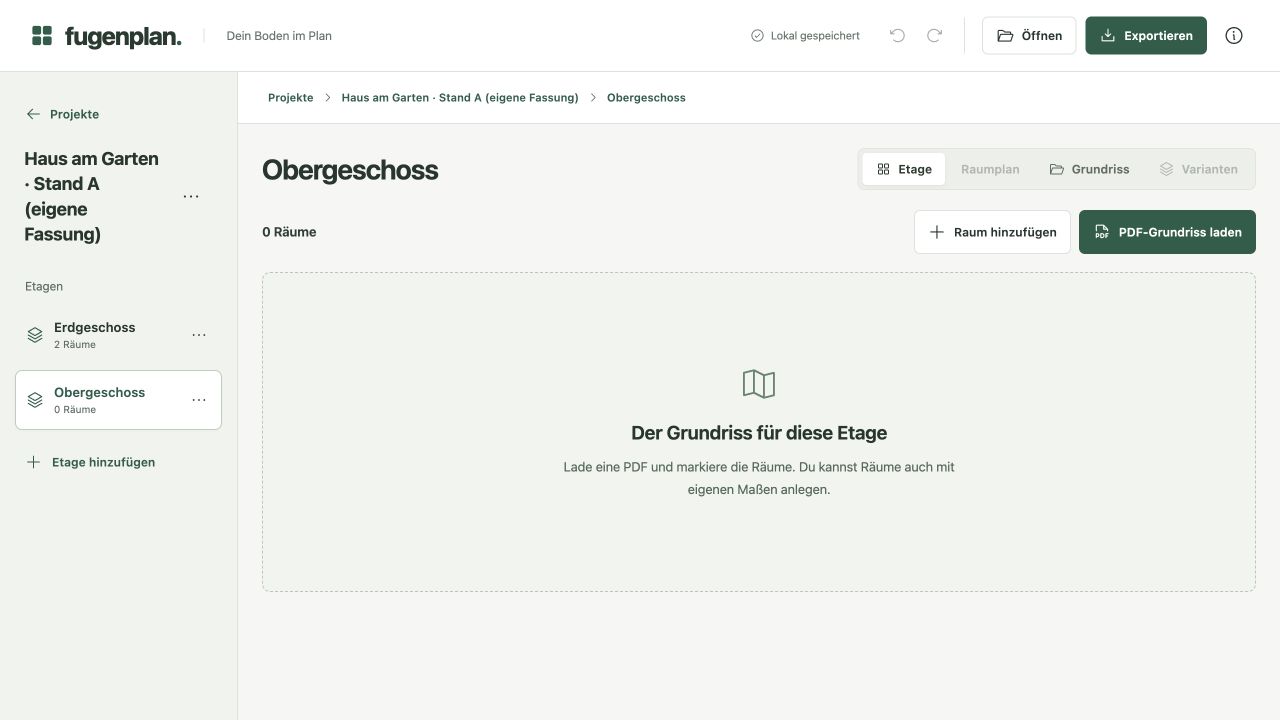 fugenplan.
Dein Boden im Plan
Lokal gespeichert
Öffnen
Exportieren
Projekte
Haus am Garten · Stand A (eigene Fassung)
Obergeschoss
Projekte
Haus am Garten
· Stand A
(eigene
Fassung)
...
Etagen
Erdgeschoss
2 Räume
...
Obergeschoss
0 Räume
...
Etage hinzufügen
Obergeschoss
Etage
Raumplan
Grundriss
Varianten
0 Räume
Raum hinzufügen
PDF
PDF-Grundriss laden
Der Grundriss für diese Etage
Lade eine PDF und markiere die Räume. Du kannst Räume auch mit
eigenen Maßen anlegen.